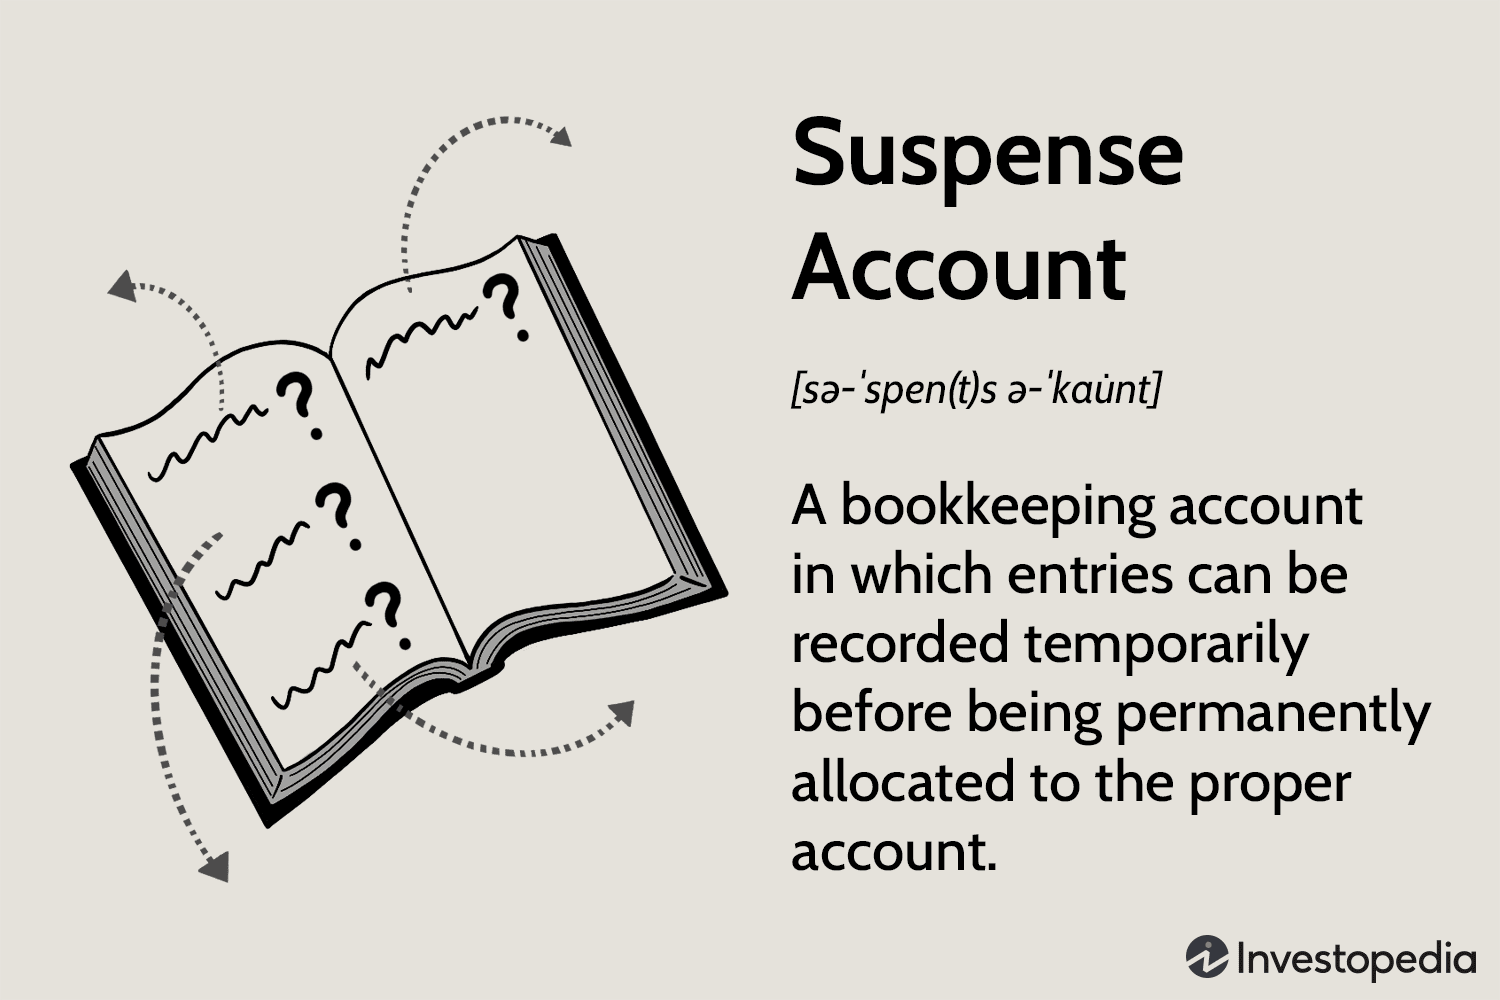 Suspense
Account
[sə-ˈspen(t)s ə-ˈkau̇nt]
A bookkeeping account
in which entries can be
recorded temporarily
before being permanently
allocated to the proper
account.
?
?
?
?
Investopedia